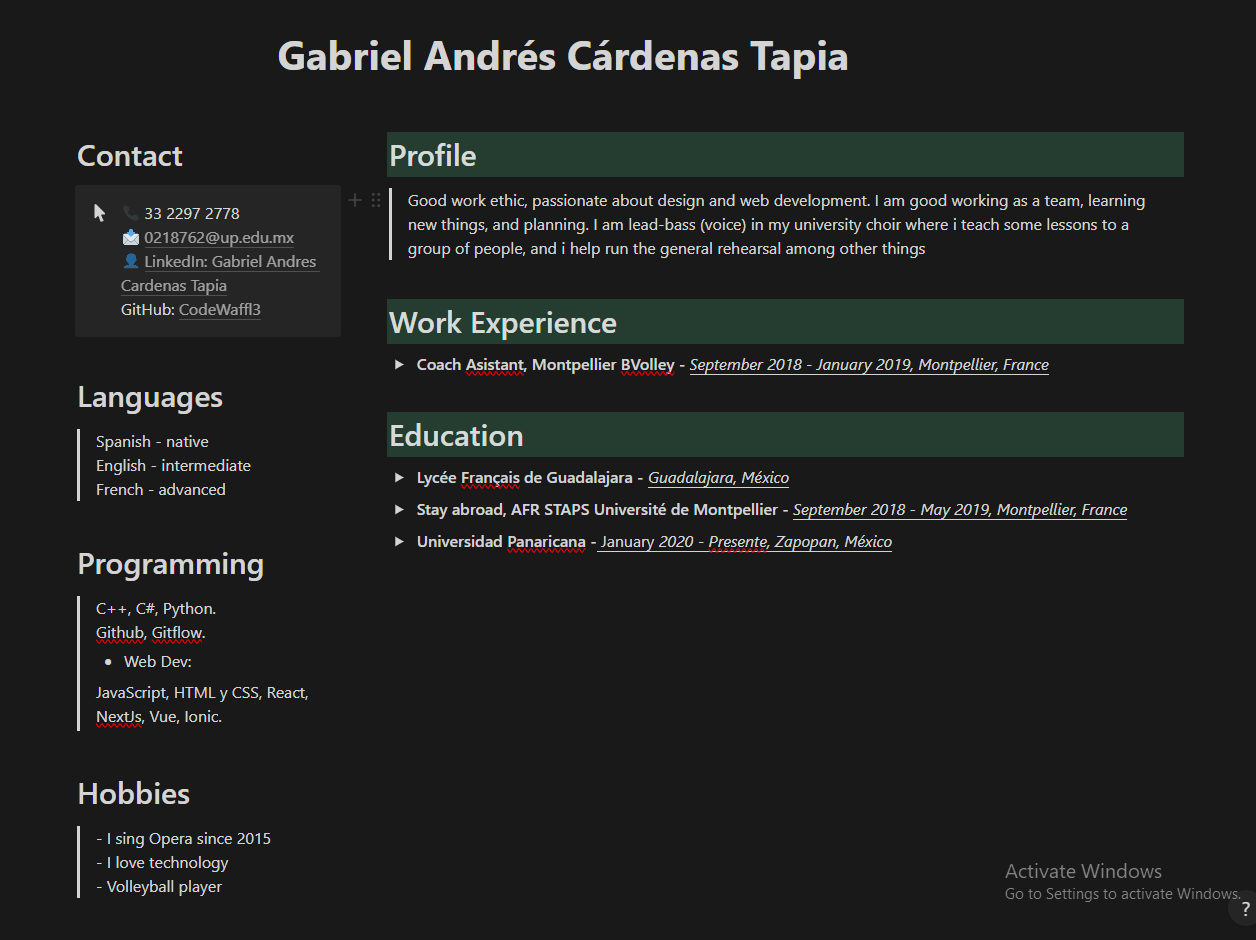 Gabriel Andrés Cárdenas Tapia
Contact
33 2297 2778
0218762@up.edu.mx
LinkedIn: Gabriel Andres
Cardenas Tapia
GitHub: CodeWaffl3
Languages
Spanish - native
English - intermediate
French - advanced
Programming
C++, C#, Python.
Github, Gitflow.
• Web Dev:
JavaScript, HTML y CSS, React,
NextJs, Vue, Ionic.
Hobbies
- I sing Opera since 2015
- I love technology
- Volleyball player
Profile
Good work ethic, passionate about design and web development. I am good working as a team, learning
new things, and planning. I am lead-bass (voice) in my university choir where i teach some lessons to a
group of people, and i help run the general rehearsal among other things
Work Experience
Coach Asistant, Montpellier BVolley - September 2018 - January 2019, Montpellier, France
Education
Lycée Français de Guadalajara - Guadalajara, México
Stay abroad, AFR STAPS Université de Montpellier - September 2018 - May 2019, Montpellier, France
Universidad Panaricana - January 2020 - Presente, Zapopan, México
Activate Windows
Go to Settings to activate Windows.
?